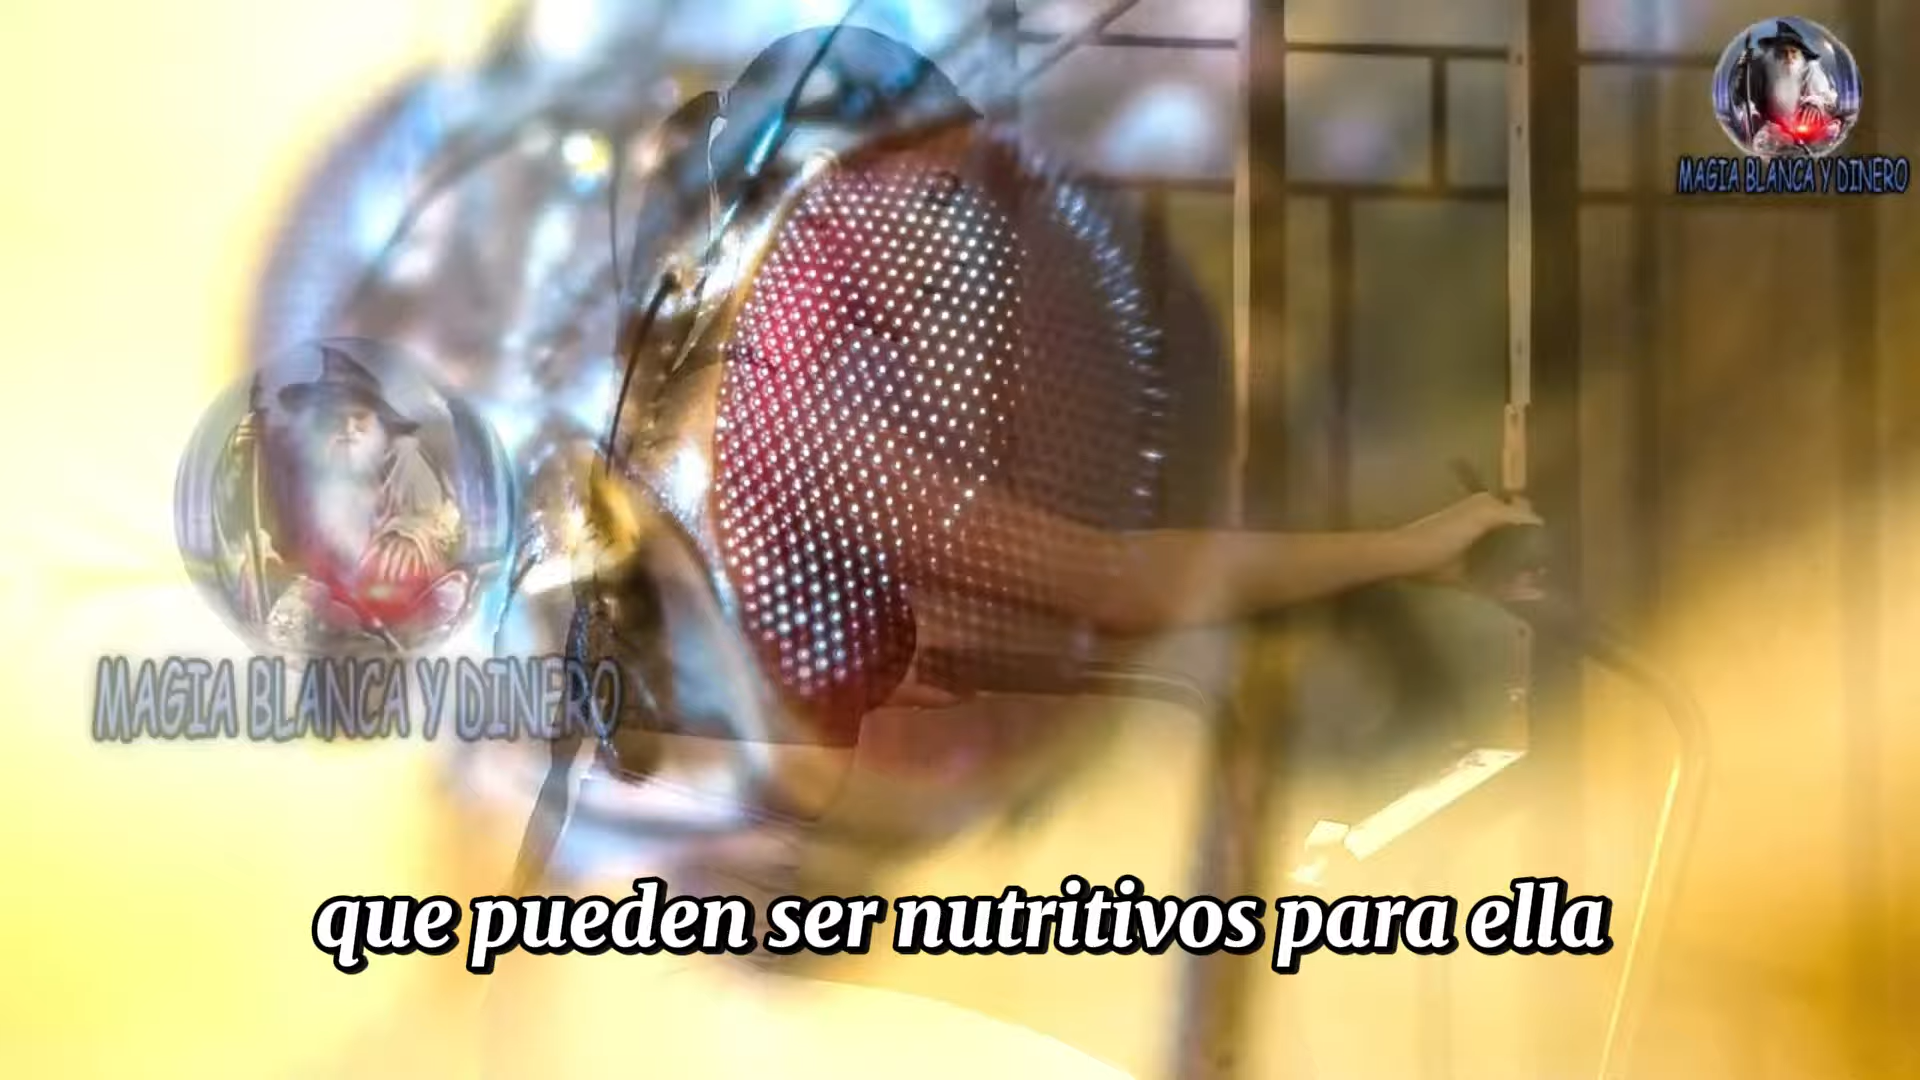 MAGIA BLANCA Y DINERO
MAGIA BLANCA Y DINERO
que pueden ser nutritivos para ella